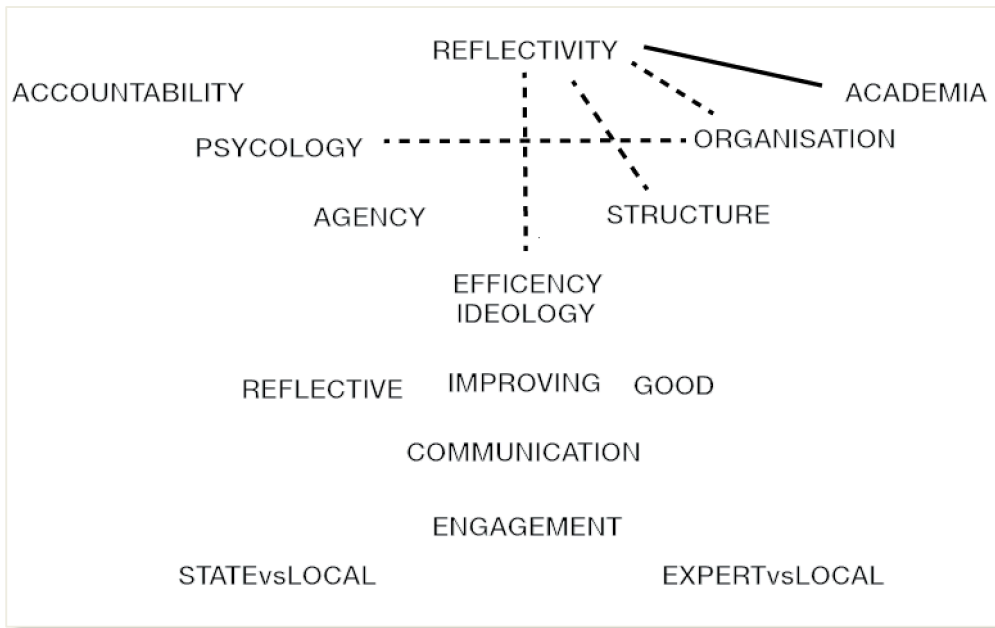 REFLECTIVITY
ACCOUNTABILITY
ACADEMIA
PSYCOLOGY
ORGANISATION
AGENCY
STRUCTURE
EFFICENCY
IDEOLOGY
REFLECTIVE
IMPROVING
GOOD
COMMUNICATION
ENGAGEMENT
STATEvsLOCAL
EXPERTvsLOCAL